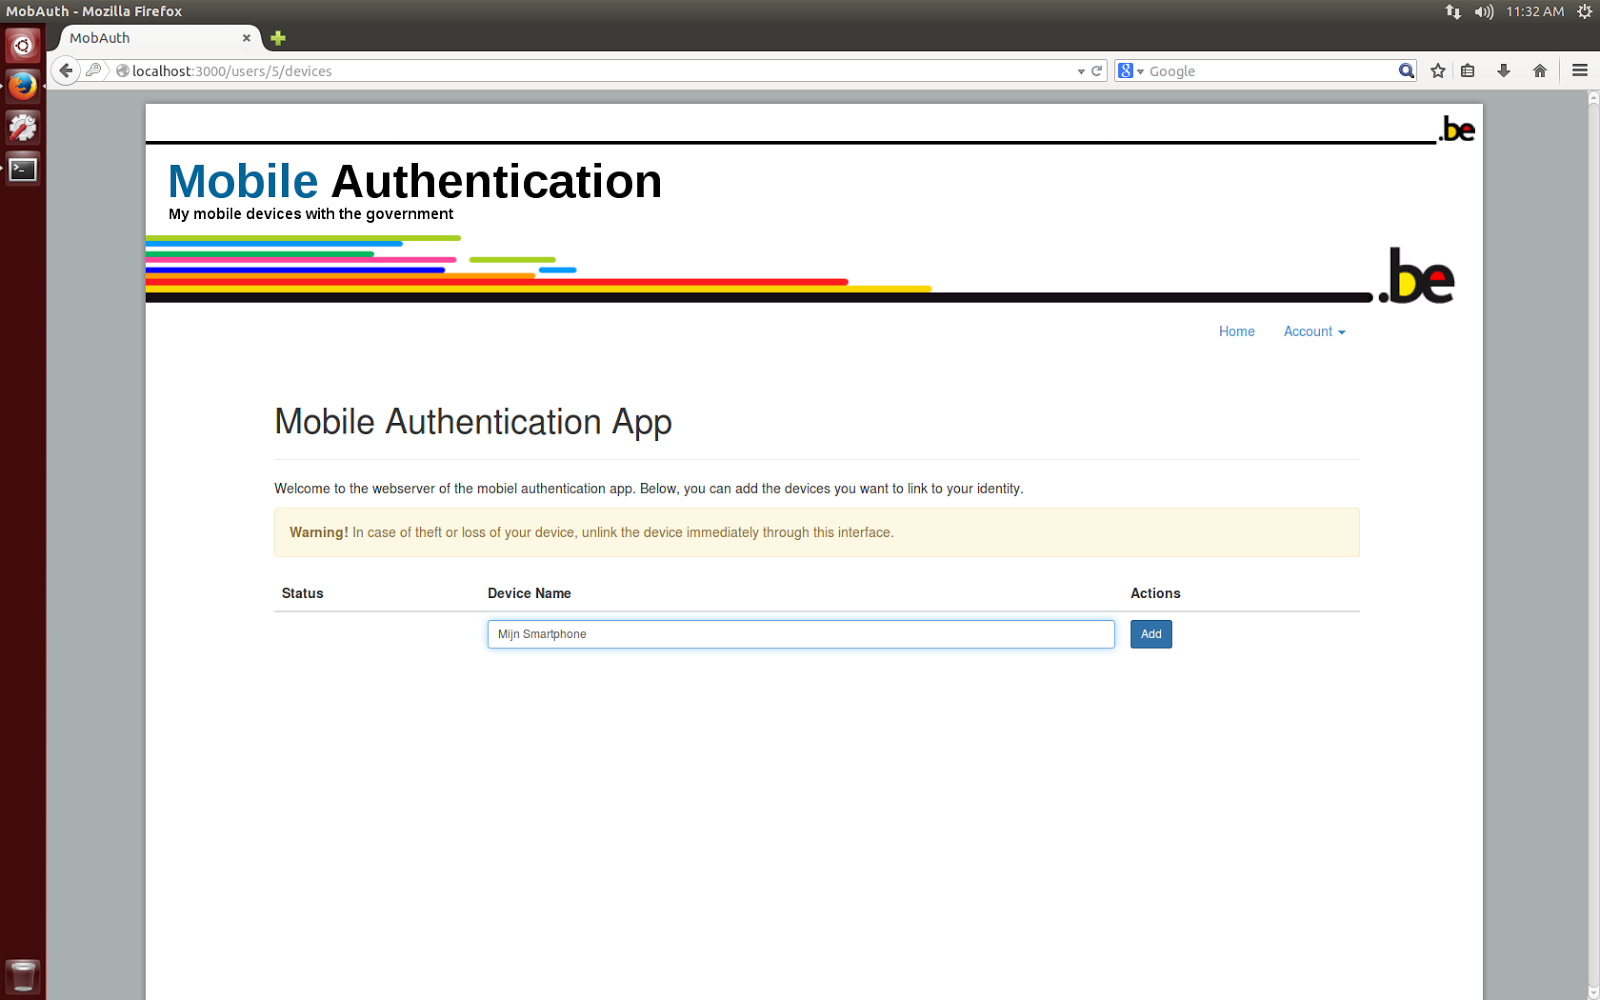 MobAuth - Mozilla Firefox
11:32 AM
MobAuth
localhost:3000/users/5/devices
Google
.be
Mobile Authentication
My mobile devices with the government
.be
Home
Account
Mobile Authentication App
Welcome to the webserver of the mobiel authentication app. Below, you can add the devices you want to link to your identity.
Warning! In case of theft or loss of your device, unlink the device immediately through this interface.
Status Device Name Actions
Mijn Smartphone Add